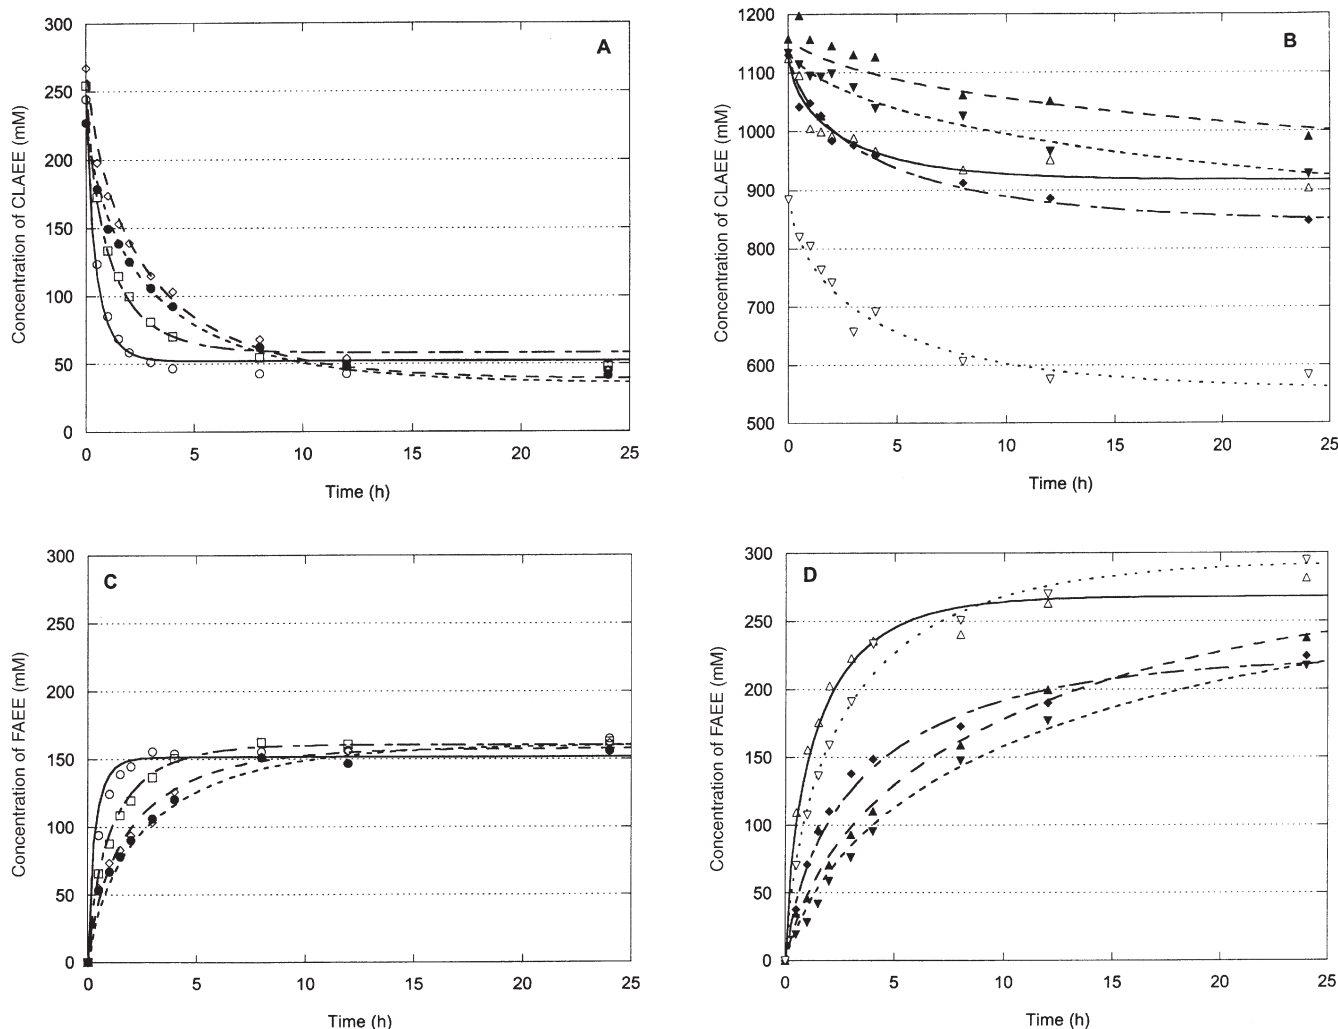 A
Concentration of CLAEE (mM)
300
250
200
150
100
50
0
0 5 10 15 20 25
Time (h)
B
Concentration of CLAEE (mM)
1200
1100
1000
900
800
700
600
500
0 5 10 15 20 25
Time (h)
C
Concentration of FAEE (mM)
300
250
200
150
100
50
0
0 5 10 15 20 25
Time (h)
D
Concentration of FAEE (mM)
300
250
200
150
100
50
0
0 5 10 15 20 25
Time (h)